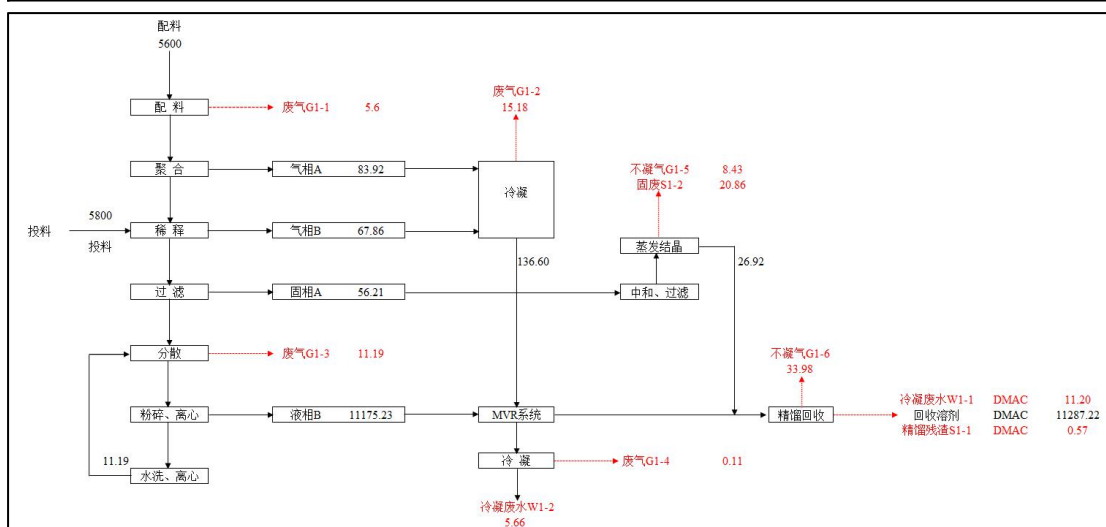 配料
5600
配 料
废气G1-1 5.6
废气G1-2
15.18
聚 合
气相A 83.92
冷凝
不凝气G1-5 8.43
固废S1-2 20.86
投料
5800
投料
稀 释
气相B 67.86
蒸发结晶
136.60
26.92
过 滤
固相A 56.21
中和、过滤
分散
废气G1-3 11.19
不凝气G1-6
33.98
粉碎、离心
液相B 11175.23
MVR系统
精馏回收
冷凝废水W1-1 DMAC 11.20
回收溶剂 DMAC 11287.22
精馏残渣S1-1 DMAC 0.57
11.19
水洗、离心
冷 凝
废气G1-4 0.11
冷凝废水W1-2
5.66